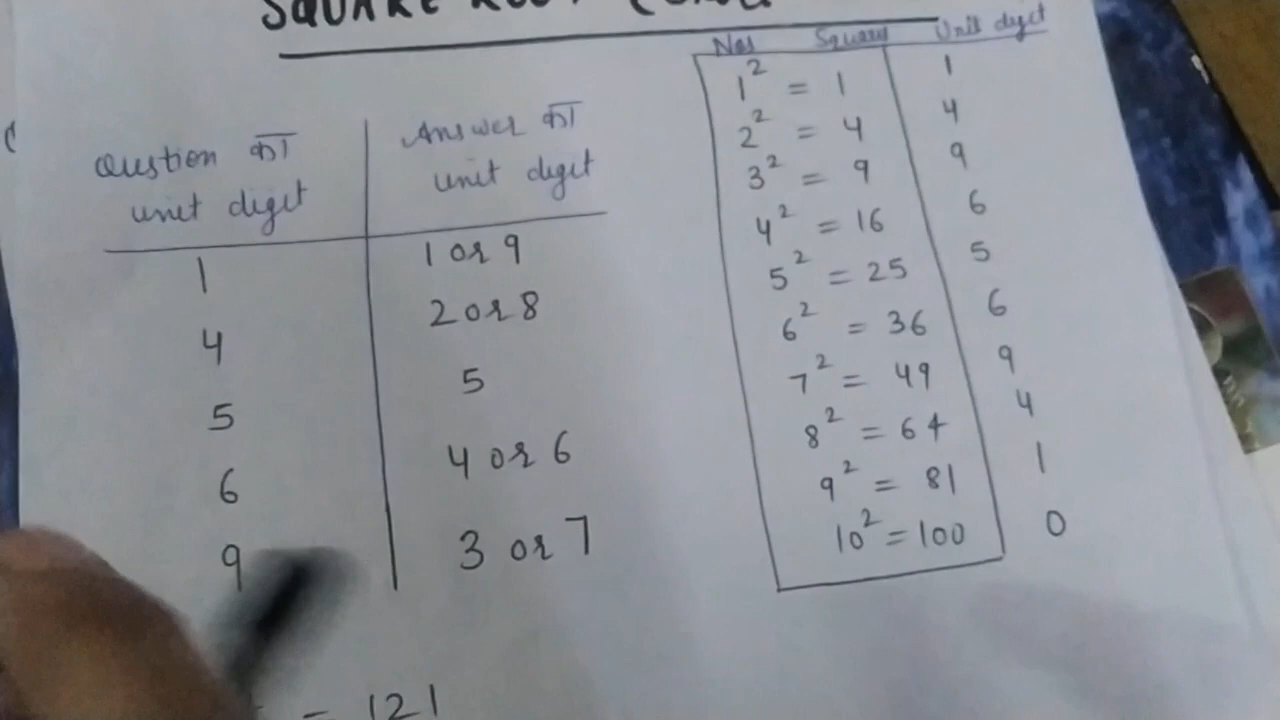 SQUARE
Question का unit digit | Answer का unit digit
1 | 1 or 9
4 | 2 or 8
5 | 5
6 | 4 or 6
9 | 3 or 7
= 121
Nos Square Unit digit
1² = 1 1
2² = 4 4
3² = 9 9
4² = 16 6
5² = 25 5
6² = 36 6
7² = 49 9
8² = 64 4
9² = 81 1
10² = 100 0